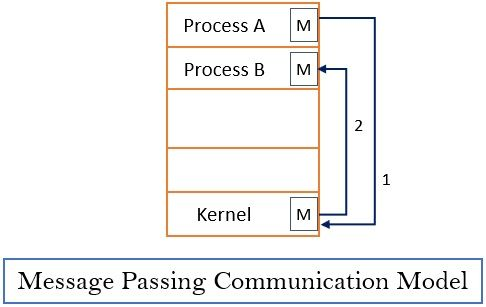 Process A M
Process B M
2
1
Kernel M
Message Passing Communication Model